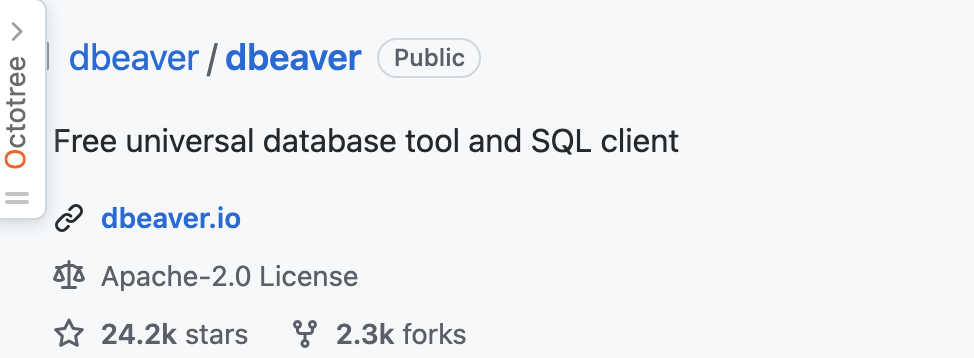 Octotree
dbeaver / dbeaver Public
Free universal database tool and SQL client
dbeaver.io
Apache-2.0 License
24.2k stars 2.3k forks